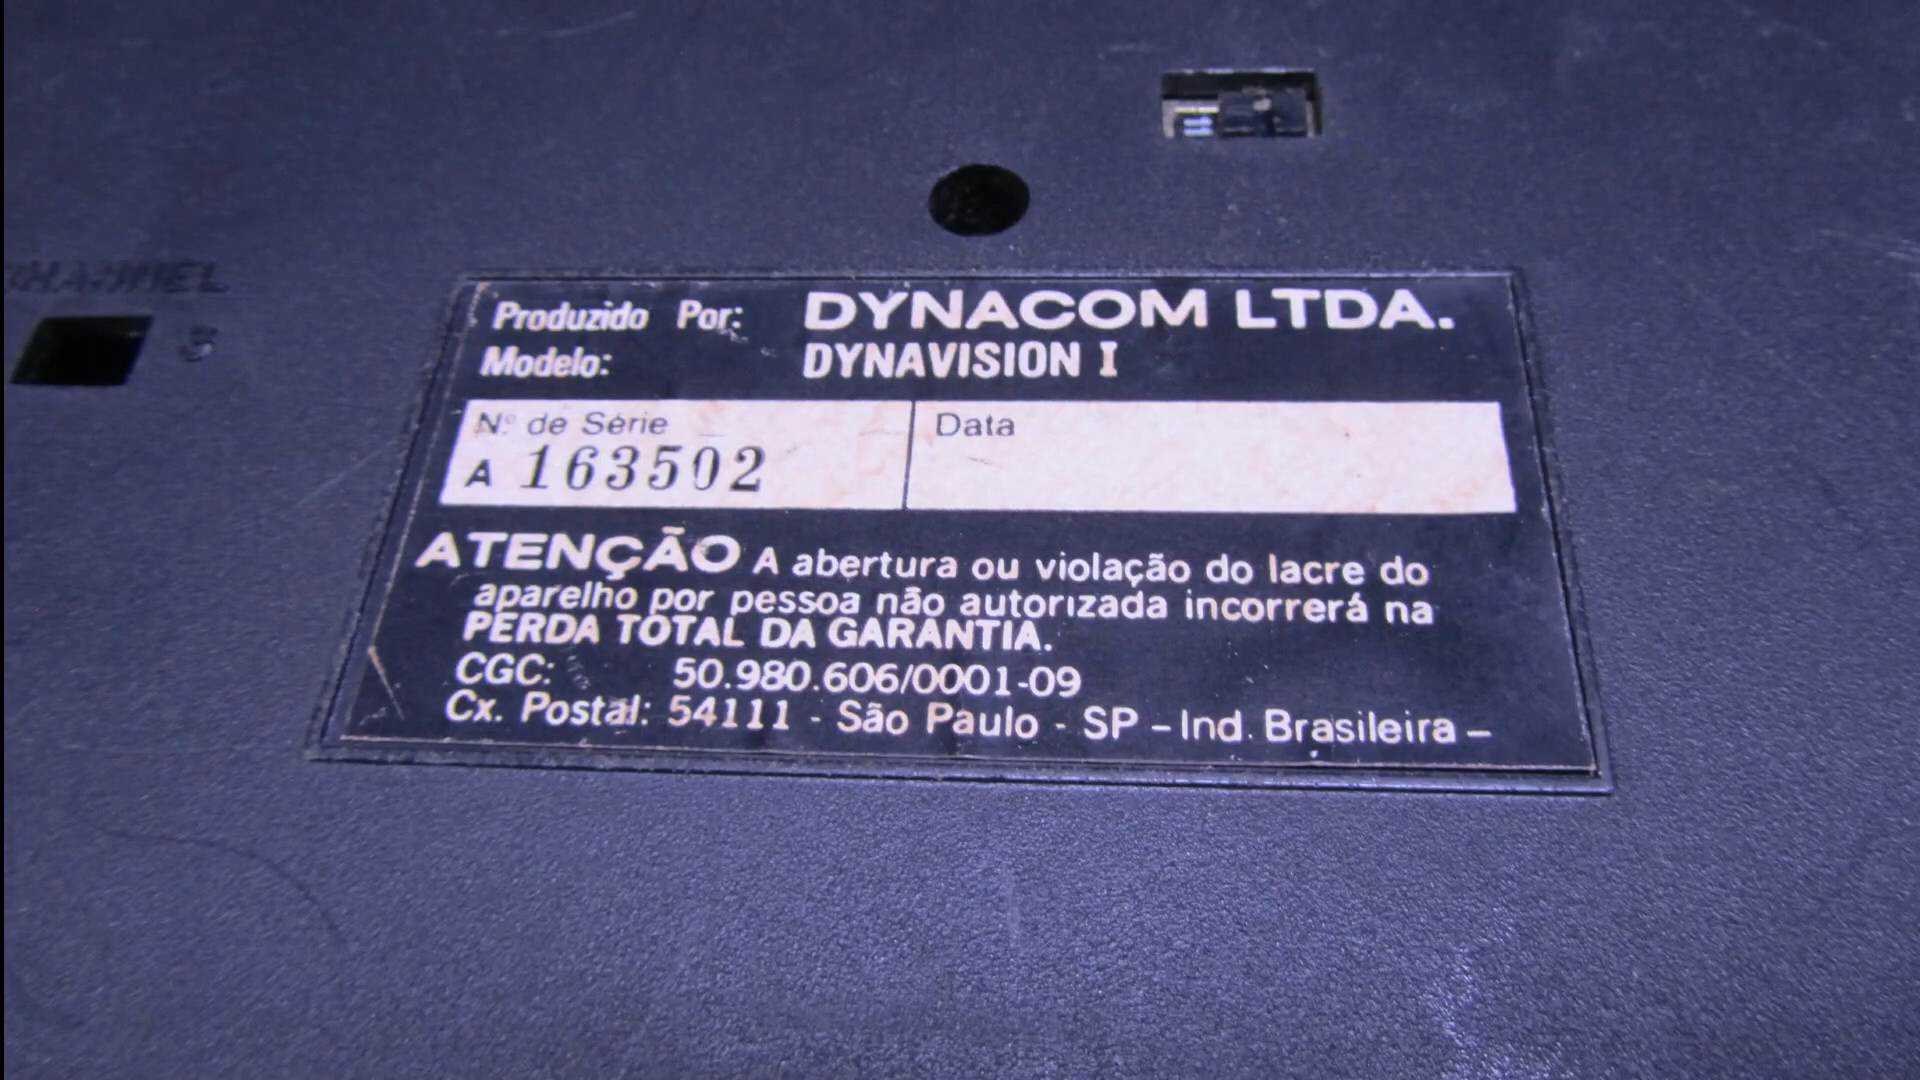 CHANNEL
3
Produzido Por: DYNACOM LTDA.
Modelo: DYNAVISION I
Nº de Série
A 163502
Data
ATENÇÃO A abertura ou violação do lacre do
aparelho por pessoa não autorizada incorrerá na
PERDA TOTAL DA GARANTIA.
CGC: 50.980.606/0001-09
Cx. Postal: 54111 - São Paulo - SP - Ind. Brasileira -